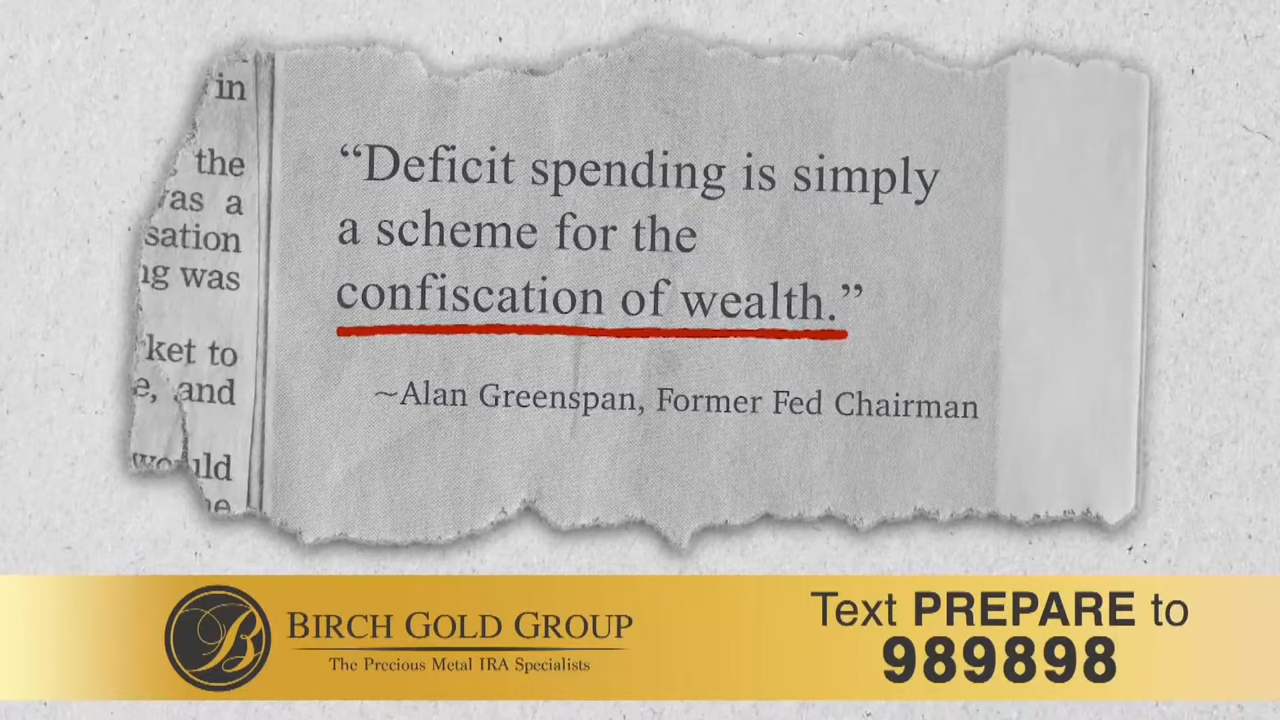 in
the
as a
sation
ng was
ket to
e, and
would
he
“Deficit spending is simply
a scheme for the
confiscation of wealth.”
~Alan Greenspan, Former Fed Chairman
B
BIRCH GOLD GROUP
The Precious Metal IRA Specialists
Text PREPARE to
989898